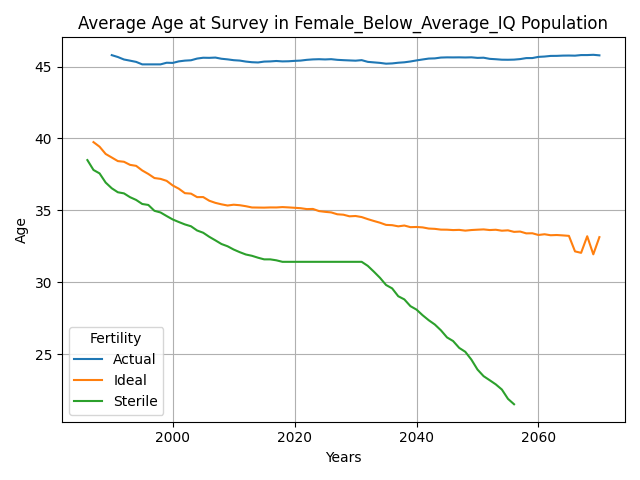 Average Age at Survey in Female_Below_Average_IQ Population
Age
45
40
35
30
25
Fertility
Actual
Ideal
Sterile
2000
2020
2040
2060
Years